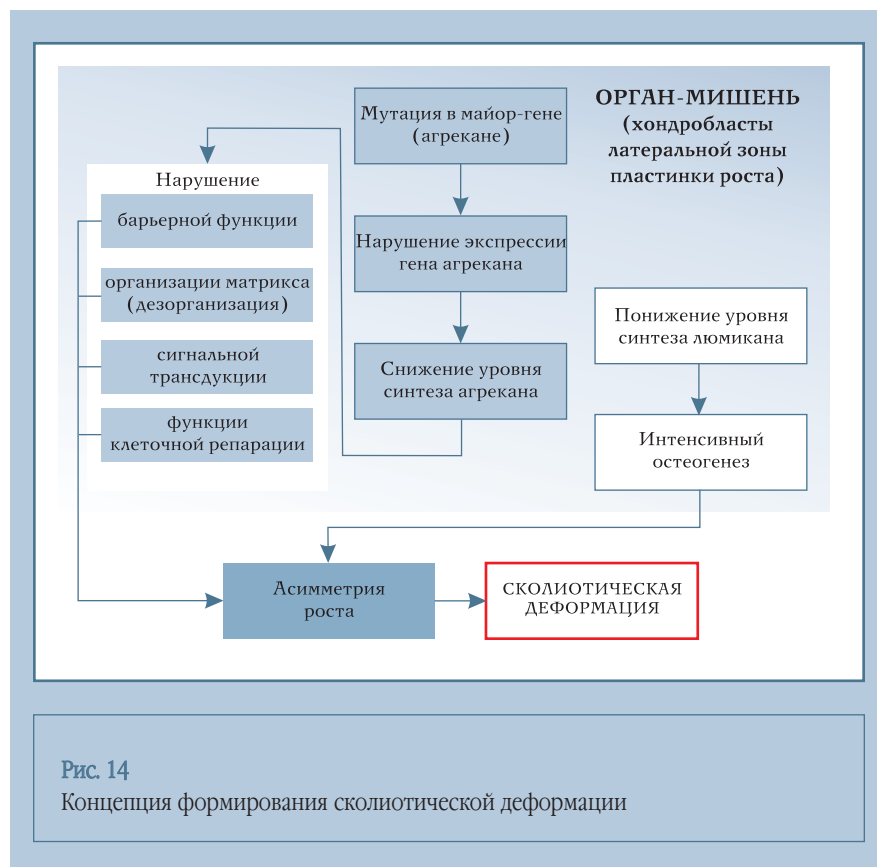 ОРГАН-МИШЕНЬ
(хондробласты
латеральной зоны
пластинки роста)
Мутация в майор-гене
(агрекане)
Нарушение экспрессии
гена агрекана
Снижение уровня
синтеза агрекана
Нарушение
барьерной функции
организации матрикса
(дезорганизация)
сигнальной
трансдукции
функции
клеточной репарации
Понижение уровня
синтеза люмикана
Интенсивный
остеогенез
Асимметрия
роста
СКОЛИОТИЧЕСКАЯ
ДЕФОРМАЦИЯ
Рис. 14
Концепция формирования сколиотической деформации